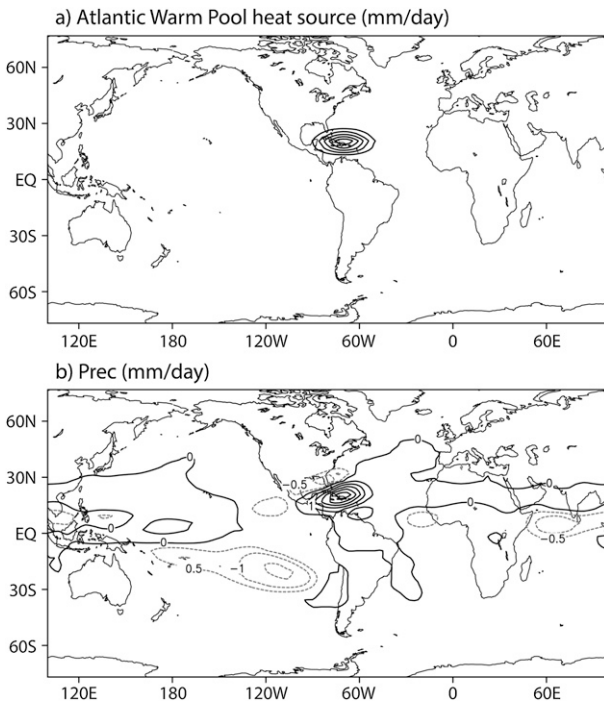 a) Atlantic Warm Pool heat source (mm/day)
60N
30N
EQ
30S
60S
120E 180 120W 60W 0 60E
b) Prec (mm/day)
60N
0
30N
-0.5
0
0
0
0
EQ
0
-0.5
0.5
-1
30S
60S
120E 180 120W 60W 0 60E